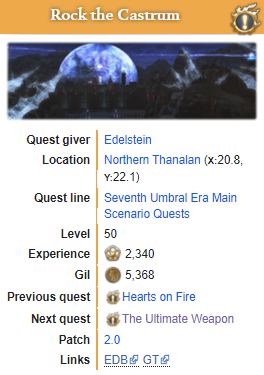 Rock the Castrum
Quest giver Edelstein
Location Northern Thanalan (x:20.8,
Y:22.1)
Quest line Seventh Umbral Era Main
Scenario Quests
Level 50
Experience 2,340
Gil 5,368
Previous quest Hearts on Fire
Next quest The Ultimate Weapon
Patch 2.0
Links EDB GT